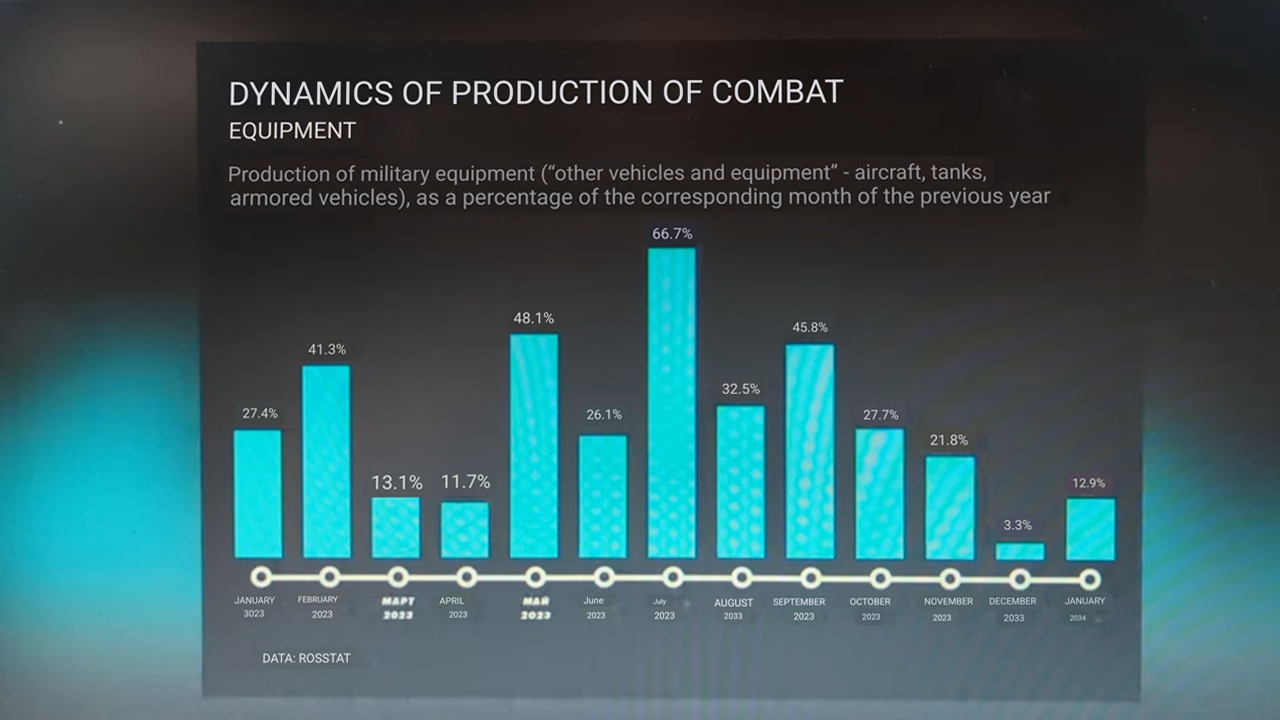 DYNAMICS OF PRODUCTION OF COMBAT
EQUIPMENT
Production of military equipment (“other vehicles and equipment” - aircraft, tanks,
armored vehicles), as a percentage of the corresponding month of the previous year
27.4%
41.3%
13.1%
11.7%
48.1%
26.1%
66.7%
32.5%
45.8%
27.7%
21.8%
3.3%
12.9%
JANUARY
3023
FEBRUARY
2023
МАРТ
2023
APRIL
2023
МАЙ
2023
June
2023
July
2023
AUGUST
2033
SEPTEMBER
2023
OCTOBER
2023
NOVEMBER
2023
DECEMBER
2033
JANUARY
2034
DATA: ROSSTAT